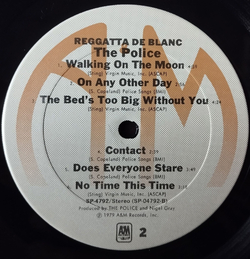 REGGATTA DE BLANC
The Police
Walking On The Moon
(Sting) Virgin Music, Inc. (ASCAP)
On Any Other Day
(S. Copeland) Police Songs (BMI)
The Bed's Too Big Without You
(Sting) Virgin Music, Inc. (ASCAP)
Contact
(S. Copeland) Police Songs (BMI)
Does Everyone Stare
(S. Copeland) Police Songs (BMI)
No Time This Time
(Sting) Virgin Music, Inc. (ASCAP)
SP-4792/Stereo (SP 04792-B)
Produced by THE POLICE and Nigel Gray
℗ 1979 A&M Records, Inc.
A&M
2